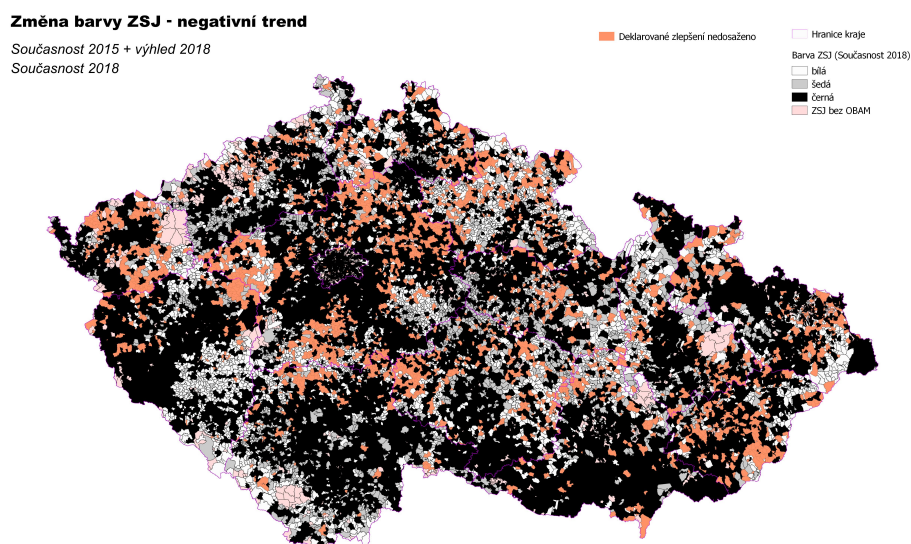 Změna barvy ZSJ - negativní trend
Současnost 2015 + výhled 2018
Současnost 2018
Deklarované zlepšení nedosaženo
Hranice kraje
Barva ZSJ (Současnost 2018)
bílá
šedá
černá
ZSJ bez OBAM